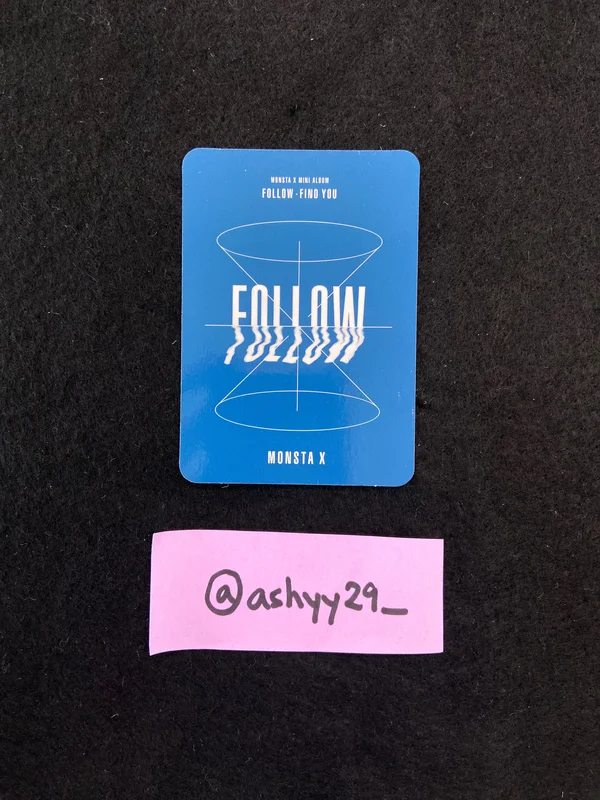 MONSTA X MINI ALBUM
FOLLOW - FIND YOU
FOLLOW
MONSTA X
@ashyy29_